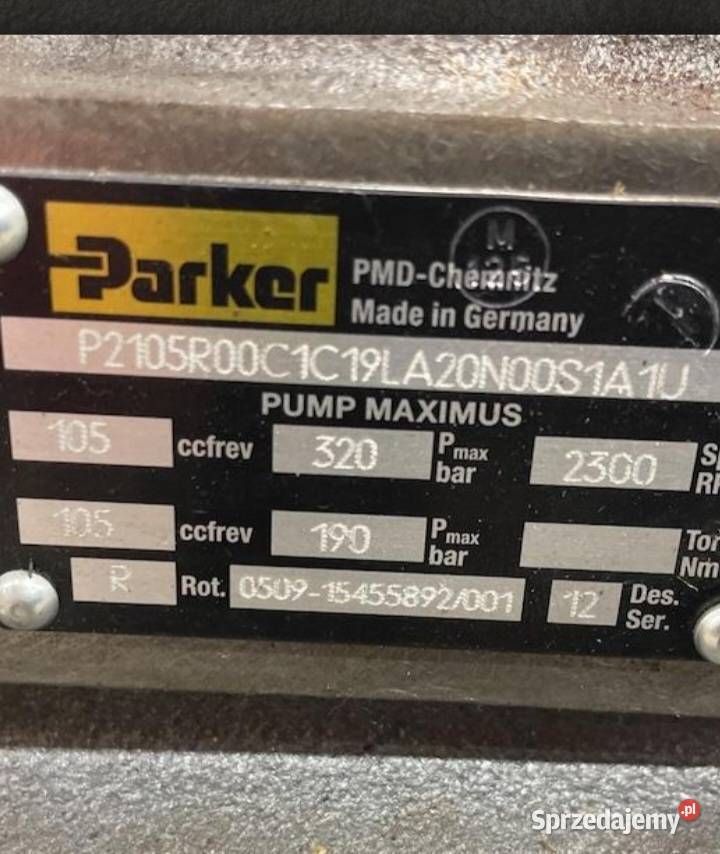 Parker
M
PMD-Chemnitz
Made in Germany
P2105R00C1C19LA20N00S1A1U
PUMP MAXIMUS
105 ccfrev 320 Pmax bar 2300
105 ccfrev 190 Pmax bar Nm
R Rot. 0509-15455892/001 12 Des. Ser.
Sprzedajemy.pl